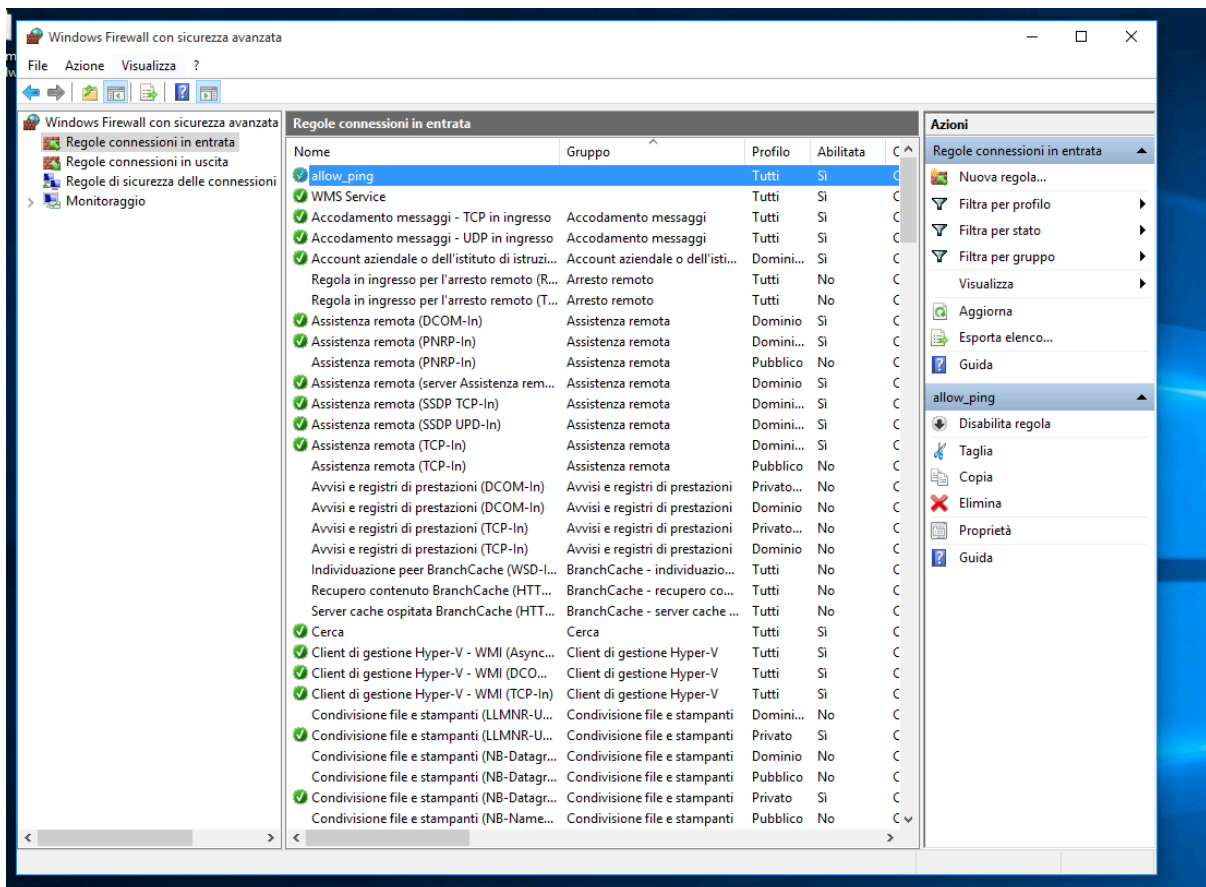 Windows Firewall con sicurezza avanzata
File Azione Visualizza ?
Windows Firewall con sicurezza avanzata
Regole connessioni in entrata
Regole connessioni in uscita
Regole di sicurezza delle connessioni
Monitoraggio
Regole connessioni in entrata
Nome Gruppo Profilo Abilitata
allow_ping Tutti Sì
WMS Service Tutti Sì
Accodamento messaggi - TCP in ingresso Accodamento messaggi Tutti Sì
Accodamento messaggi - UDP in ingresso Accodamento messaggi Tutti Sì
Account aziendale o dell'istituto di istruzi... Account aziendale o dell'isti... Domini... Sì
Regola in ingresso per l'arresto remoto (R... Arresto remoto Tutti No
Regola in ingresso per l'arresto remoto (T... Arresto remoto Tutti No
Assistenza remota (DCOM-In) Assistenza remota Dominio Sì
Assistenza remota (PNRP-In) Assistenza remota Domini... Sì
Assistenza remota (PNRP-In) Assistenza remota Pubblico No
Assistenza remota (server Assistenza rem... Assistenza remota Dominio Sì
Assistenza remota (SSDP TCP-In) Assistenza remota Domini... Sì
Assistenza remota (SSDP UPD-In) Assistenza remota Domini... Sì
Assistenza remota (TCP-In) Assistenza remota Domini... Sì
Assistenza remota (TCP-In) Assistenza remota Pubblico No
Avvisi e registri di prestazioni (DCOM-In) Avvisi e registri di prestazioni Privato... No
Avvisi e registri di prestazioni (DCOM-In) Avvisi e registri di prestazioni Dominio No
Avvisi e registri di prestazioni (TCP-In) Avvisi e registri di prestazioni Privato... No
Avvisi e registri di prestazioni (TCP-In) Avvisi e registri di prestazioni Dominio No
Individuazione peer BranchCache (WSD-I... BranchCache - individuazio... Tutti No
Recupero contenuto BranchCache (HTT... BranchCache - recupero co... Tutti No
Server cache ospitata BranchCache (HTT... BranchCache - server cache ... Tutti No
Cerca Cerca Tutti Sì
Client di gestione Hyper-V - WMI (Async... Client di gestione Hyper-V Tutti Sì
Client di gestione Hyper-V - WMI (DCO... Client di gestione Hyper-V Tutti Sì
Client di gestione Hyper-V - WMI (TCP-In) Client di gestione Hyper-V Tutti Sì
Condivisione file e stampanti (LLMNR-U... Condivisione file e stampanti Domini... No
Condivisione file e stampanti (LLMNR-U... Condivisione file e stampanti Privato Sì
Condivisione file e stampanti (NB-Datagr... Condivisione file e stampanti Dominio No
Condivisione file e stampanti (NB-Datagr... Condivisione file e stampanti Pubblico No
Condivisione file e stampanti (NB-Datagr... Condivisione file e stampanti Privato Sì
Condivisione file e stampanti (NB-Name... Condivisione file e stampanti Pubblico No
Azioni
Regole connessioni in entrata
Nuova regola...
Filtra per profilo
Filtra per stato
Filtra per gruppo
Visualizza
Aggiorna
Esporta elenco...
Guida
allow_ping
Disabilita regola
Taglia
Copia
Elimina
Proprietà
Guida